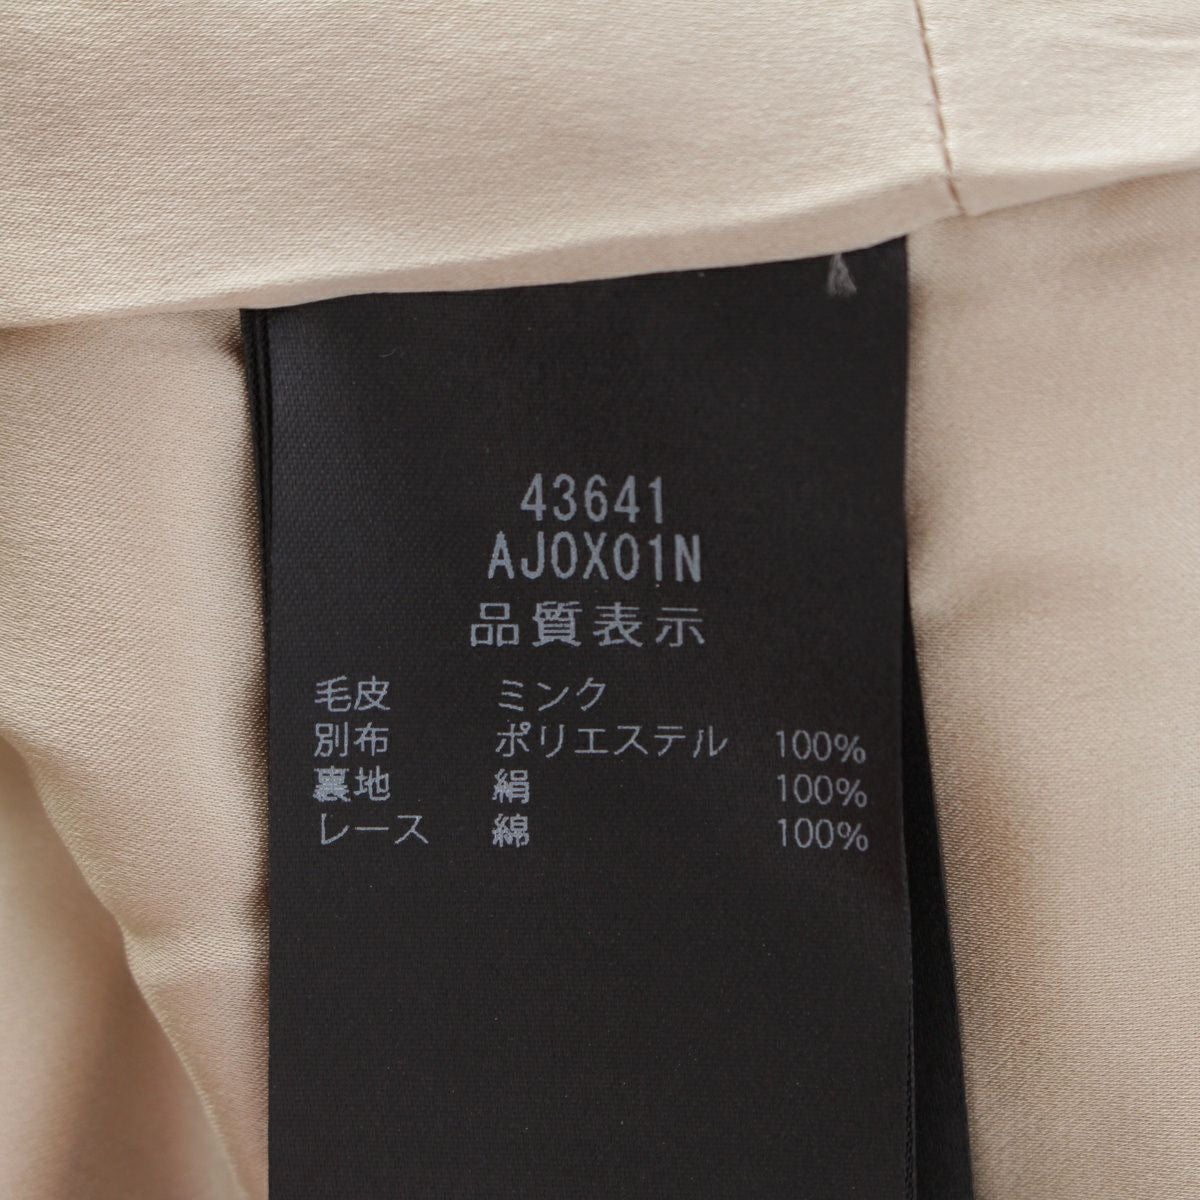 43641
AJ0X01N
品質表示
毛皮 ミンク
別布 ポリエステル 100%
裏地 絹 100%
レース 綿 100%